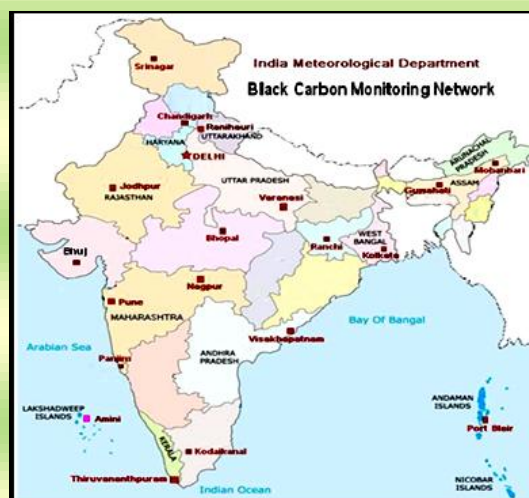 India Meteorological Department
Black Carbon Monitoring Network
Srinagar
Chandigarh
Ranihauri
UTTARAKHAND
HARYANA
DELHI
ARUNACHAL
PRADESH
Mohanbari
Guwahati
ASSAM
Jodhpur
RAJASTHAN
UTTAR PRADESH
Varanasi
Bhopal
Ranchi
WEST
BANGAL
Kolkata
Bhuj
Nagpur
Pune
MAHARASHTRA
Visakhapatnam
Bay Of Bangal
Arabian Sea
Panjim
ANDHRA
PRADESH
LAKSHADWEEP
ISLANDS
Amini
ANDAMAN
ISLANDS
Port Blair
KERALA
Kodaikanal
Thiruvananthpuram
Indian Ocean
NICOBAR
ISLANDS